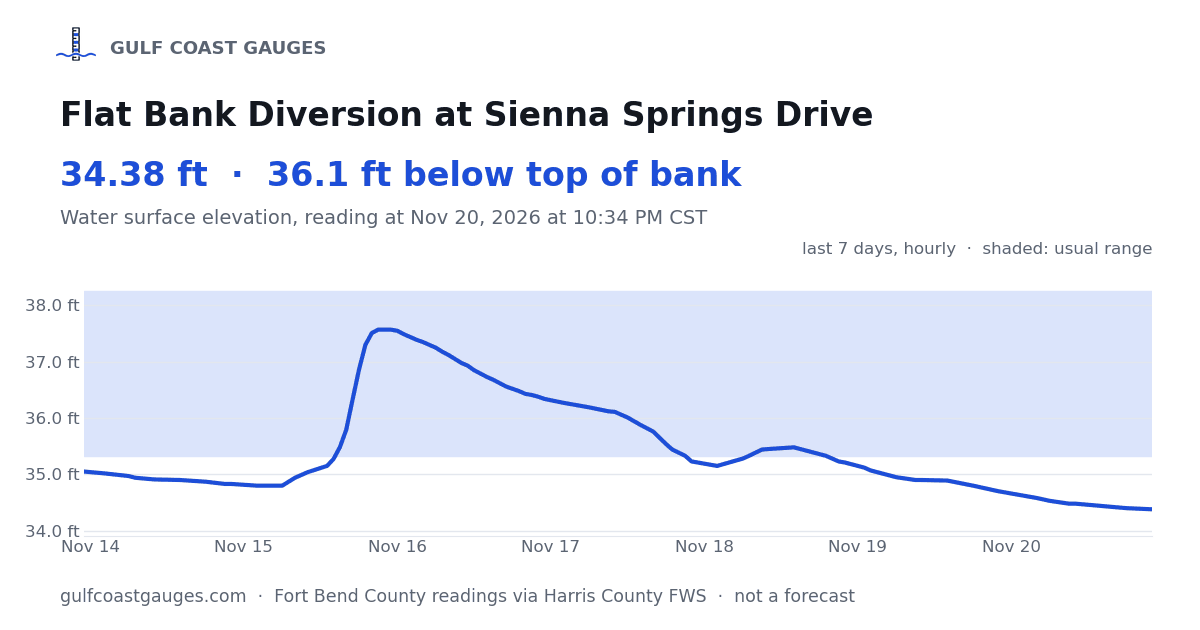 GULF COAST GAUGES
Flat Bank Diversion at Sienna Springs Drive
34.38 ft · 36.1 ft below top of bank
Water surface elevation, reading at Nov 20, 2026 at 10:34 PM CST
last 7 days, hourly · shaded: usual range
38.0 ft
37.0 ft
36.0 ft
35.0 ft
34.0 ft
Nov 14 Nov 15 Nov 16 Nov 17 Nov 18 Nov 19 Nov 20
gulfcoastgauges.com · Fort Bend County readings via Harris County FWS · not a forecast